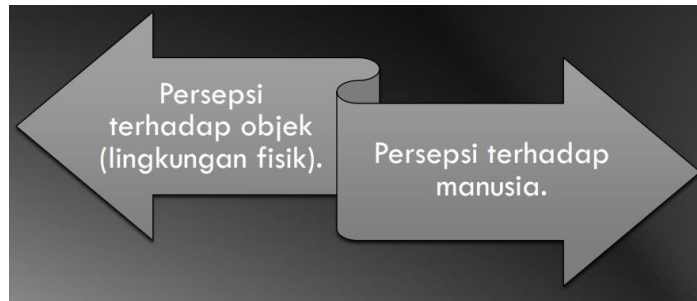 Persepsi
terhadap objek
(lingkungan fisik).
Persepsi terhadap
manusia.